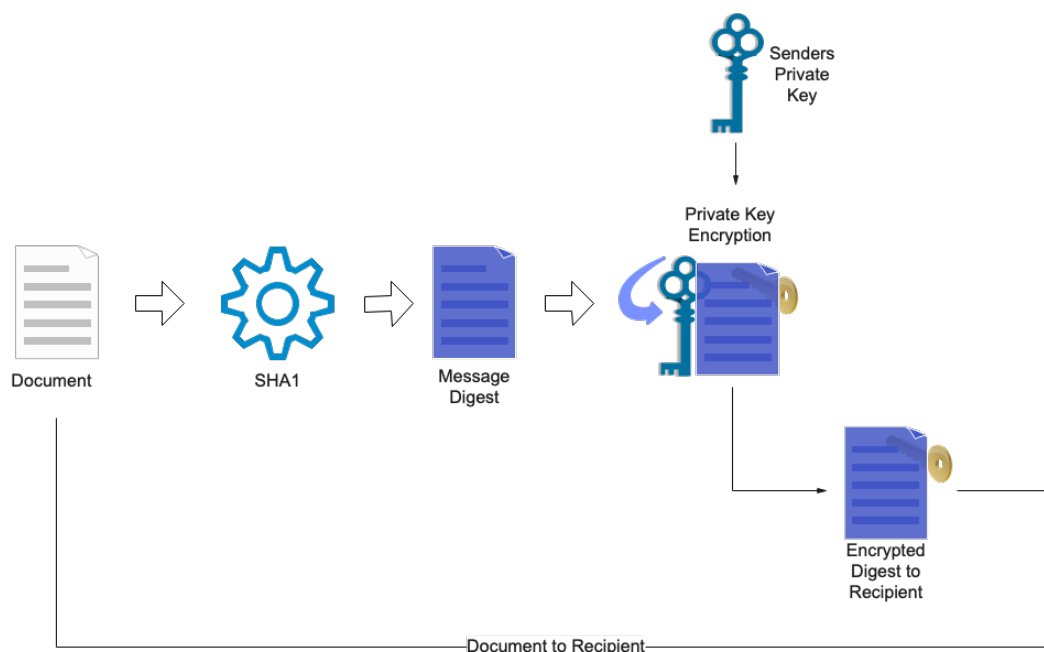 Senders
Private
Key
Private Key
Encryption
Document
SHA1
Message
Digest
Encrypted
Digest to
Recipient
Document to Recipient